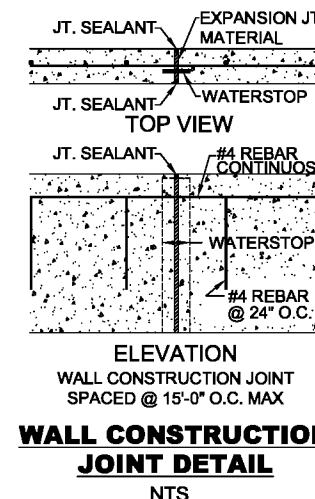 JT. SEALANT
EXPANSION JT
MATERIAL
JT. SEALANT
WATERSTOP
TOP VIEW
JT. SEALANT
#4 REBAR
CONTINUOS
WATERSTOP
#4 REBAR
@ 24" O.C.
ELEVATION
WALL CONSTRUCTION JOINT
SPACED @ 15'-0" O.C. MAX
WALL CONSTRUCTION
JOINT DETAIL
NTS